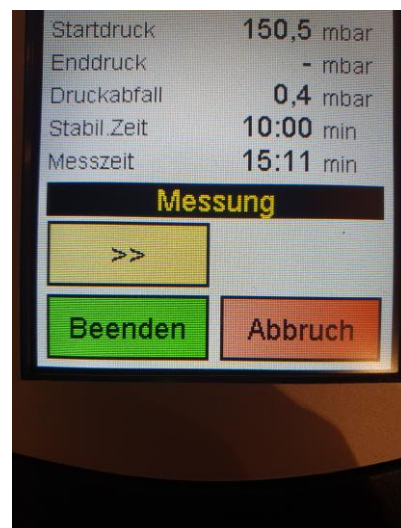 Startdruck 150,5 mbar
Enddruck - mbar
Druckabfall 0,4 mbar
Stabil.Zeit 10:00 min
Messzeit 15:11 min
Messung
>>
Beenden Abbruch